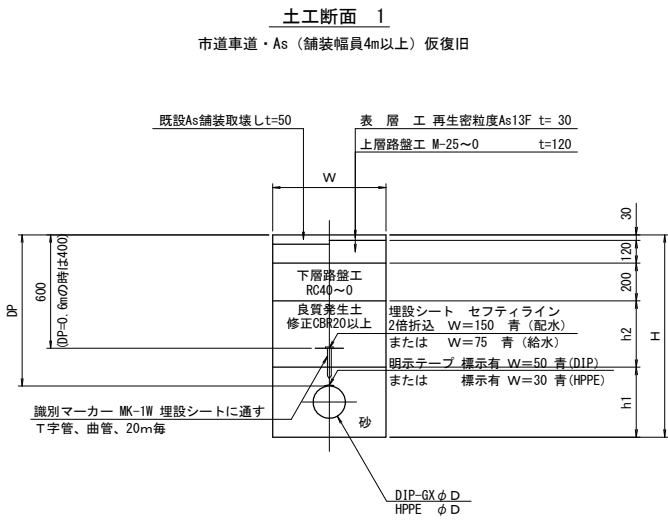 土工断面 1
市道車道・As（舗装幅員4m以上）仮復旧
既設As舗装取壊しt=50
表 層 工 再生密粒度As13F t= 30
上層路盤工 M-25～0 t=120
W
30
120
200
h2
h1
H
DP
600
(DP=0.6mの時は400)
下層路盤工
RC40～0
良質発生土
修正CBR20以上
埋設シート セフティライン
2倍折込 W=150 青（配水）
または W=75 青（給水）
明示テープ 標示有 W=50 青(DIP)
または 標示有 W=30 青(HPPE)
識別マーカー MK-1W 埋設シートに通す
T字管、曲管、20m毎
砂
DIP-GXφD
HPPE φD